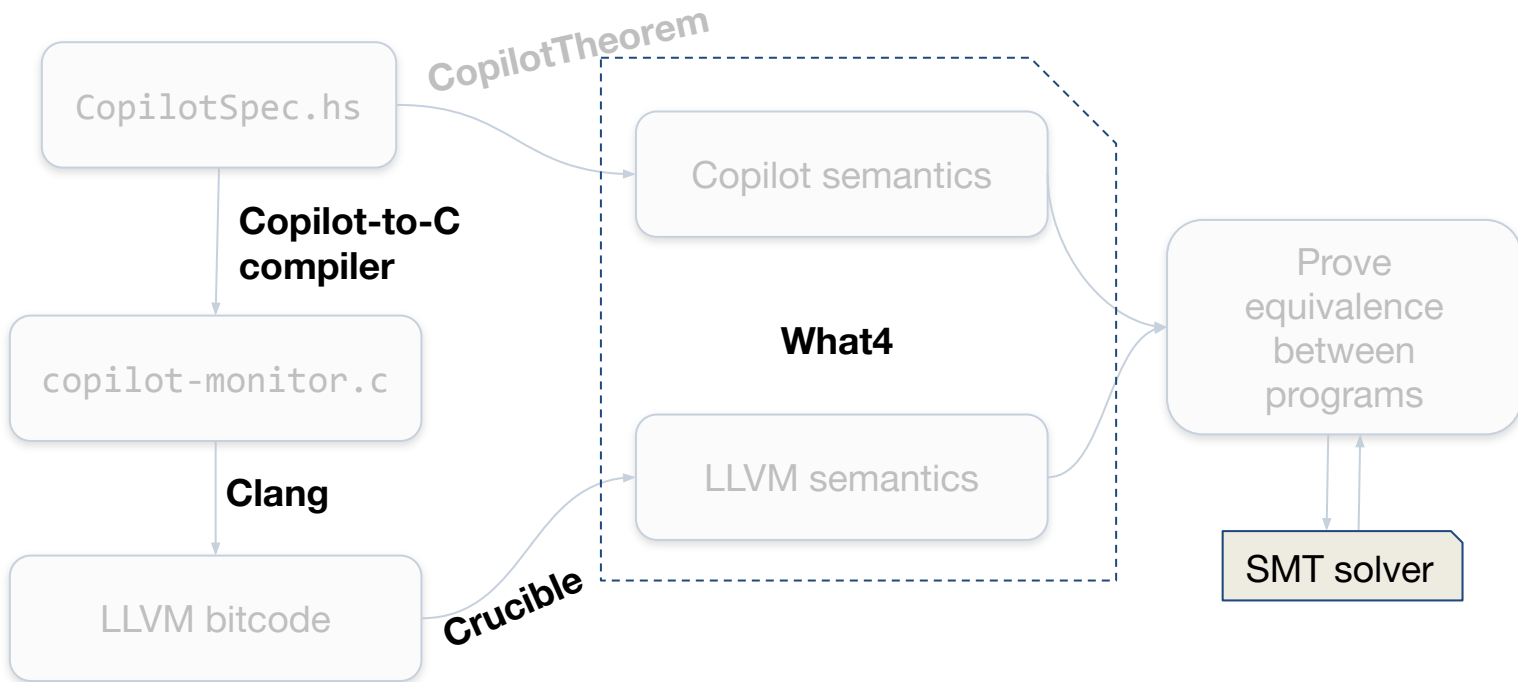 CopilotTheorem
CopilotSpec.hs
Copilot semantics
Copilot-to-C
compiler
Prove
equivalence
between
programs
What4
copilot-monitor.c
LLVM semantics
Clang
SMT solver
Crucible
LLVM bitcode